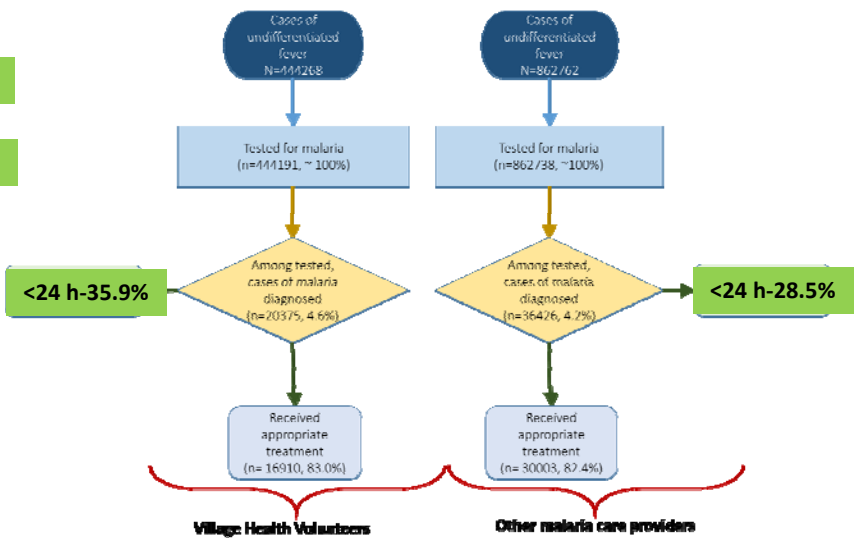 Cases of
undifferentiated
fever
N=444268
Cases of
undifferentiated
fever
N=862762
Tested for malaria
(n=444191, ~ 100%)
Tested for malaria
(n=862738, ~100%)
<24 h-35.9%
Among tested,
cases of malaria
diagnosed
(n=20375, 4.6%)
Among tested,
cases of malaria
diagnosed
(n=36426, 4.2%)
<24 h-28.5%
Received
appropriate
treatment
(n= 16910, 83.0%)
Received
appropriate
treatment
(n= 30003, 82.4%)
Village Health Volunteers
Other malaria care providers